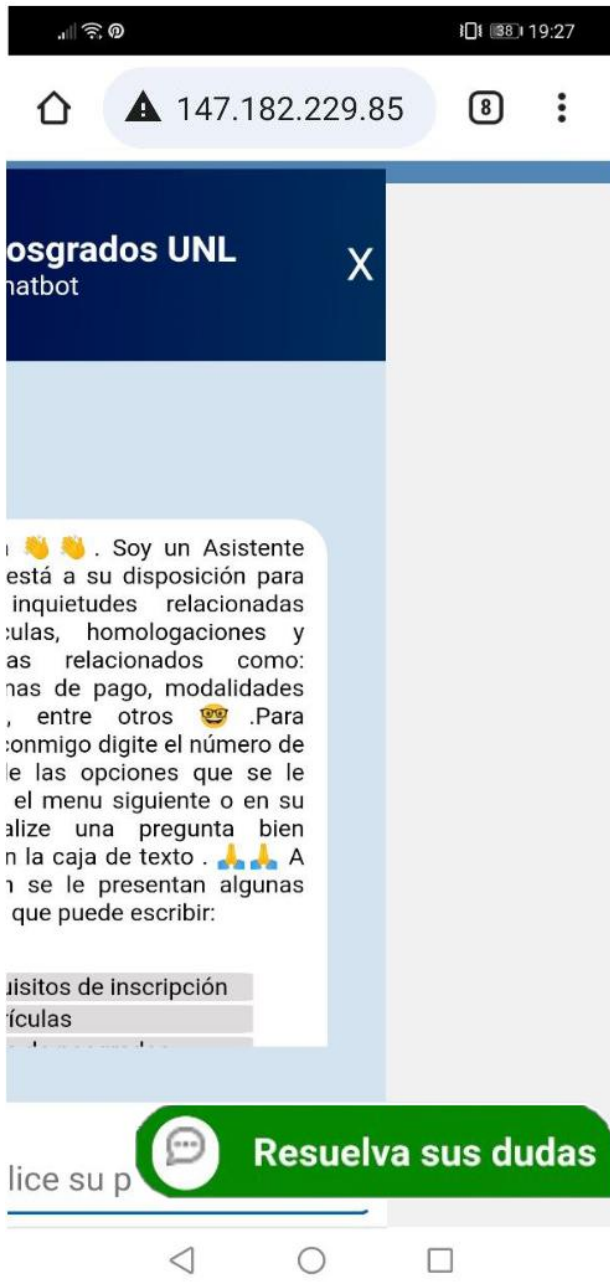 38 19:27
147.182.229.85 8
osgrados UNL
hatbot
X
👋 👋 . Soy un Asistente
está a su disposición para
inquietudes relacionadas
culas, homologaciones y
as relacionados como:
nas de pago, modalidades
, entre otros 🤓 .Para
conmigo digite el número de
le las opciones que se le
el menu siguiente o en su
alize una pregunta bien
n la caja de texto . 🙏🙏 A
n se le presentan algunas
que puede escribir:
uisitos de inscripción
rículas
Resuelva sus dudas
lice su p